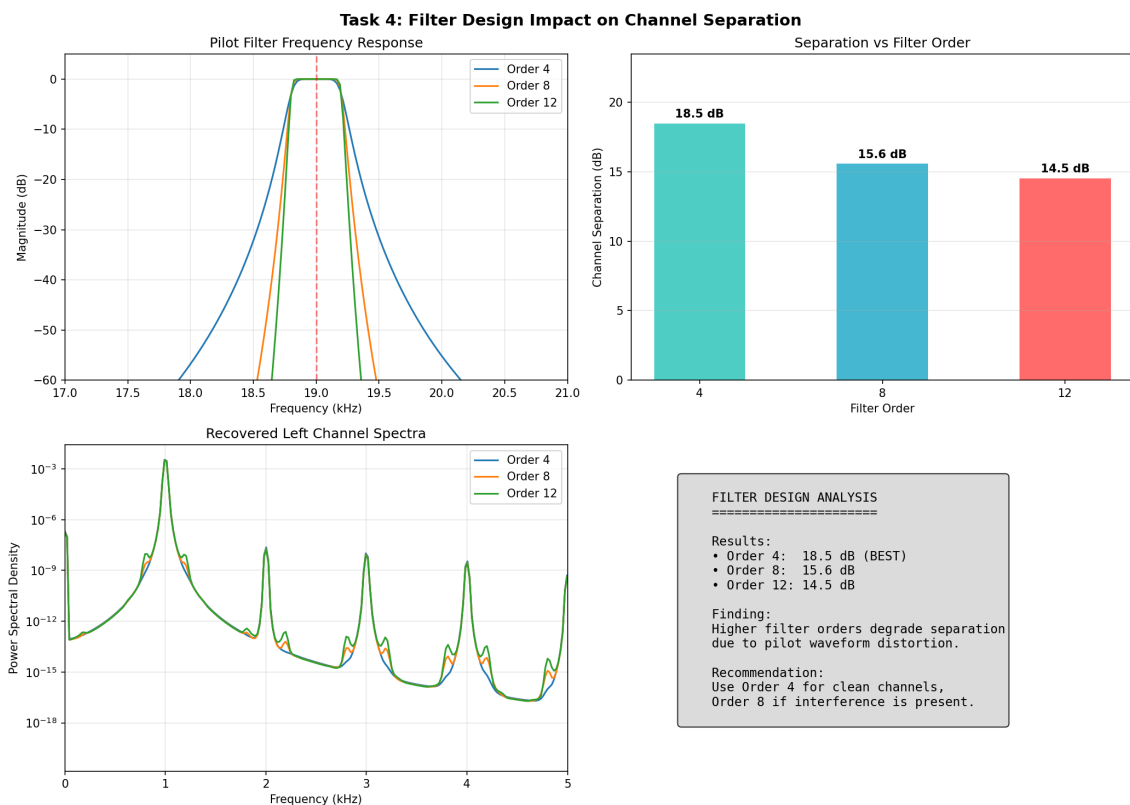 Task 4: Filter Design Impact on Channel Separation
Pilot Filter Frequency Response
Magnitude (dB)
0
−10
−20
−30
−40
−50
−60
17.0 17.5 18.0 18.5 19.0 19.5 20.0 20.5 21.0
Frequency (kHz)
Order 4
Order 8
Order 12
Separation vs Filter Order
Channel Separation (dB)
20
15
10
5
0
18.5 dB
15.6 dB
14.5 dB
4 8 12
Filter Order
Recovered Left Channel Spectra
Power Spectral Density
10⁻³
10⁻⁶
10⁻⁹
10⁻¹²
10⁻¹⁵
10⁻¹⁸
0 1 2 3 4 5
Frequency (kHz)
Order 4
Order 8
Order 12
FILTER DESIGN ANALYSIS
======================
Results:
• Order 4:  18.5 dB (BEST)
• Order 8:  15.6 dB
• Order 12: 14.5 dB
Finding:
Higher filter orders degrade separation
due to pilot waveform distortion.
Recommendation:
Use Order 4 for clean channels,
Order 8 if interference is present.